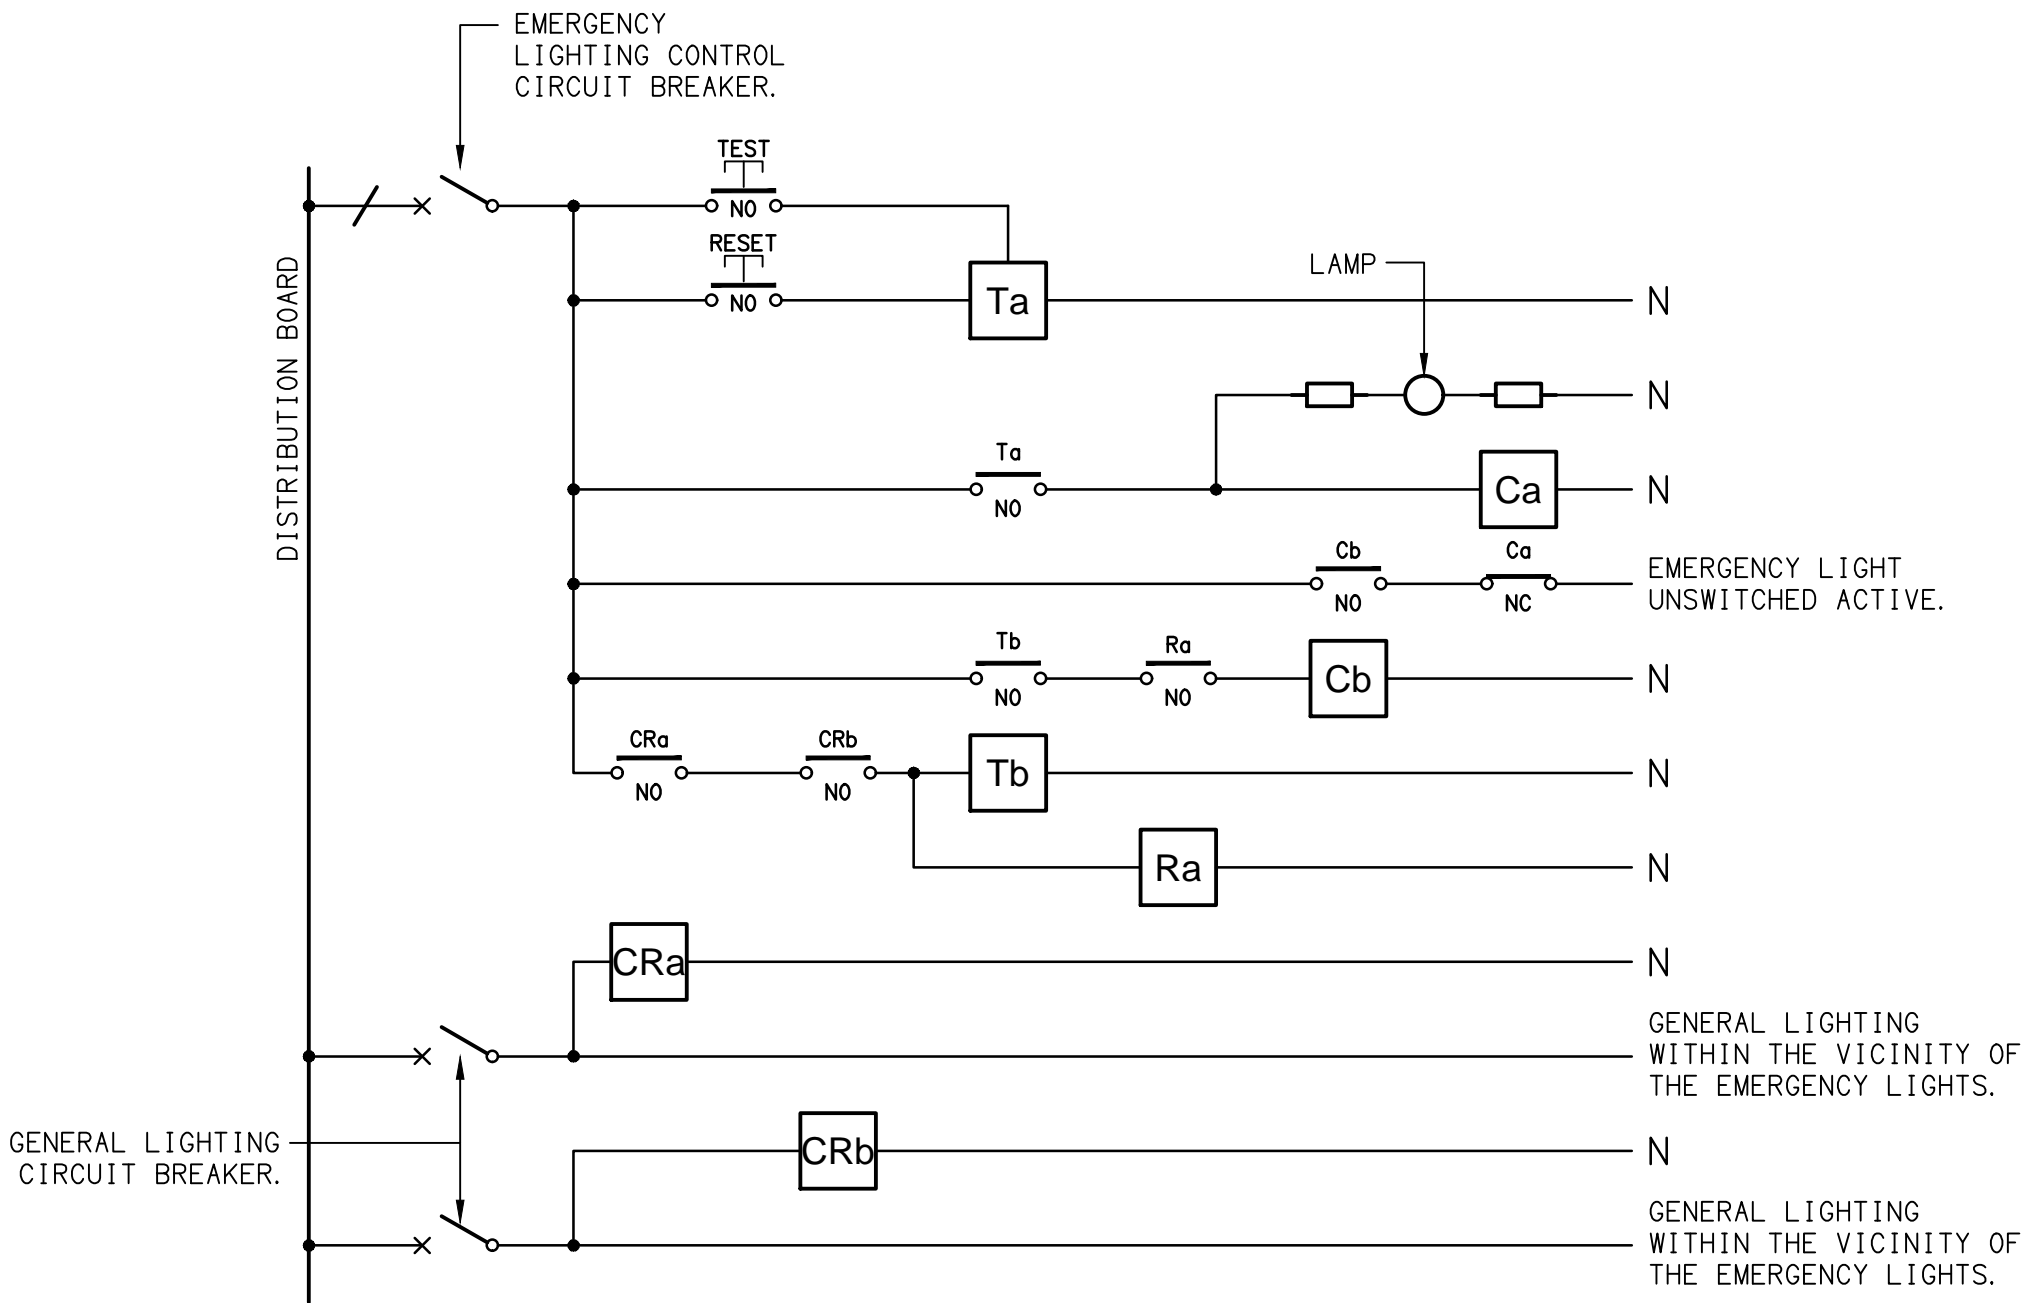 EMERGENCY
LIGHTING CONTROL
CIRCUIT BREAKER.
TEST
NO
RESET
NO
DISTRIBUTION BOARD
Ta
N
LAMP
N
Ta
NO
Ca
N
Cb
NO
Ca
NC
EMERGENCY LIGHT
UNSWITCHED ACTIVE.
Tb
NO
Ra
NO
Cb
N
CRa
NO
CRb
NO
Tb
N
Ra
N
CRa
N
GENERAL LIGHTING
WITHIN THE VICINITY OF
THE EMERGENCY LIGHTS.
GENERAL LIGHTING
CIRCUIT BREAKER.
CRb
N
GENERAL LIGHTING
WITHIN THE VICINITY OF
THE EMERGENCY LIGHTS.